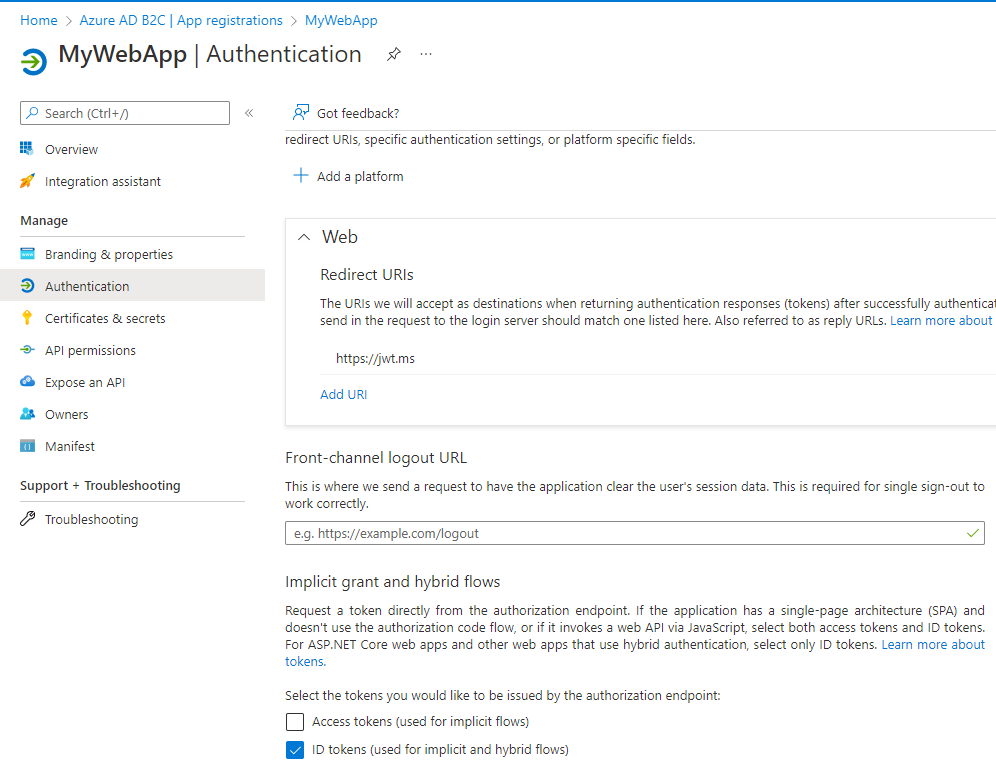 Home > Azure AD B2C | App registrations > MyWebApp
MyWebApp | Authentication
Search (Ctrl+/)
Overview
Integration assistant
Manage
Branding & properties
Authentication
Certificates & secrets
API permissions
Expose an API
Owners
Manifest
Support + Troubleshooting
Troubleshooting
Got feedback?
redirect URIs, specific authentication settings, or platform specific fields.
Add a platform
Web
Redirect URIs
The URIs we will accept as destinations when returning authentication responses (tokens) after successfully authenticat
send in the request to the login server should match one listed here. Also referred to as reply URLs. Learn more about
https://jwt.ms
Add URI
Front-channel logout URL
This is where we send a request to have the application clear the user's session data. This is required for single sign-out to
work correctly.
e.g. https://example.com/logout
Implicit grant and hybrid flows
Request a token directly from the authorization endpoint. If the application has a single-page architecture (SPA) and
doesn't use the authorization code flow, or if it invokes a web API via JavaScript, select both access tokens and ID tokens.
For ASP.NET Core web apps and other web apps that use hybrid authentication, select only ID tokens. Learn more about
tokens.
Select the tokens you would like to be issued by the authorization endpoint:
Access tokens (used for implicit flows)
ID tokens (used for implicit and hybrid flows)